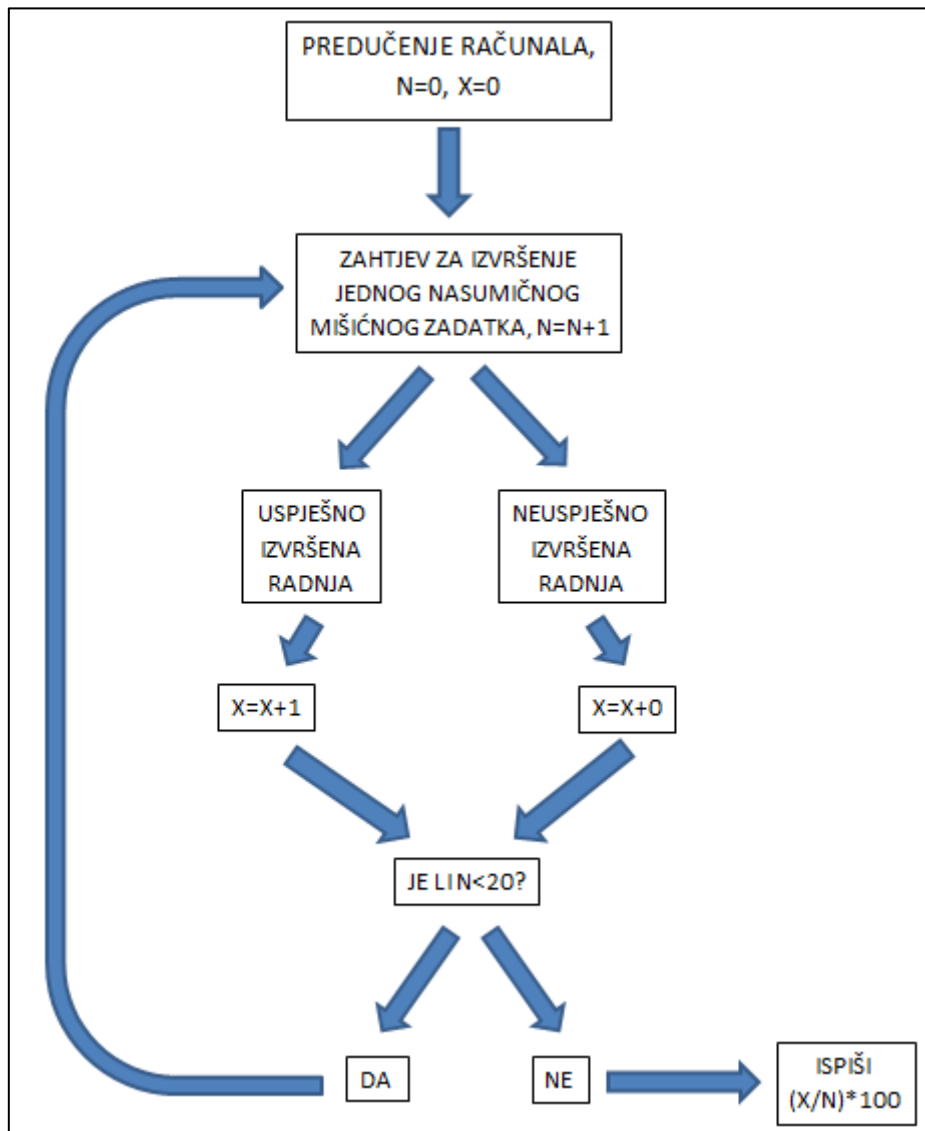 PREDUČENJE RAČUNALA,
N=0, X=0
ZAHTJEV ZA IZVRŠENJE
JEDNOG NASUMIČNOG
MIŠIĆNOG ZADATKA, N=N+1
USPJEŠNO
IZVRŠENA
RADNJA
NEUSPJEŠNO
IZVRŠENA
RADNJA
X=X+1
X=X+0
JE LI N<20?
DA
NE
ISPIŠI
(X/N)*100